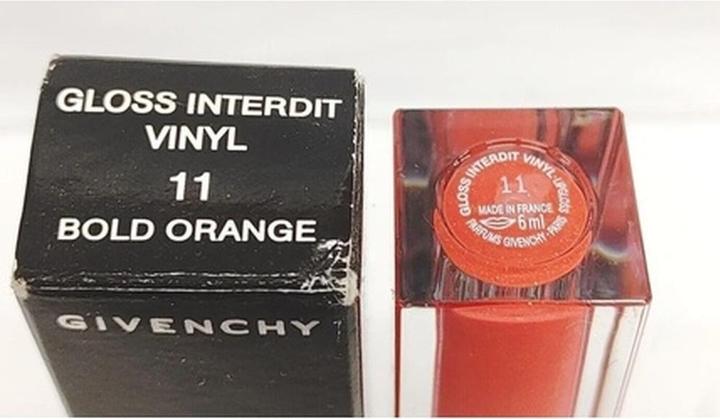 GLOSS INTERDIT
VINYL
11
BOLD ORANGE
GIVENCHY
GLOSS INTERDIT VINYL·LIPGLOSS
11
MADE IN FRANCE
6 ml
PARFUMS GIVENCHY·PARIS